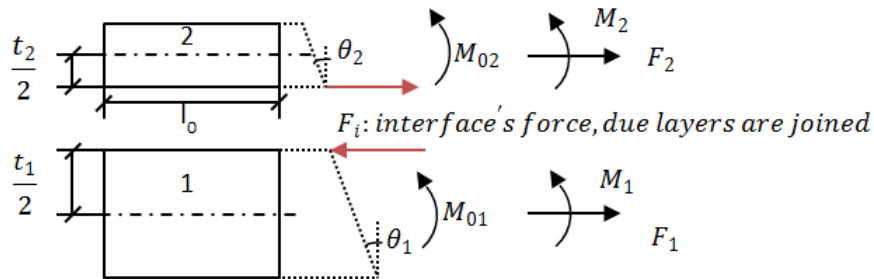 2
t₂/2
θ₂
M₀₂
M₂
F₂
lₒ
Fᵢ: interface's force, due layers are joined
t₁/2
1
θ₁
M₀₁
M₁
F₁